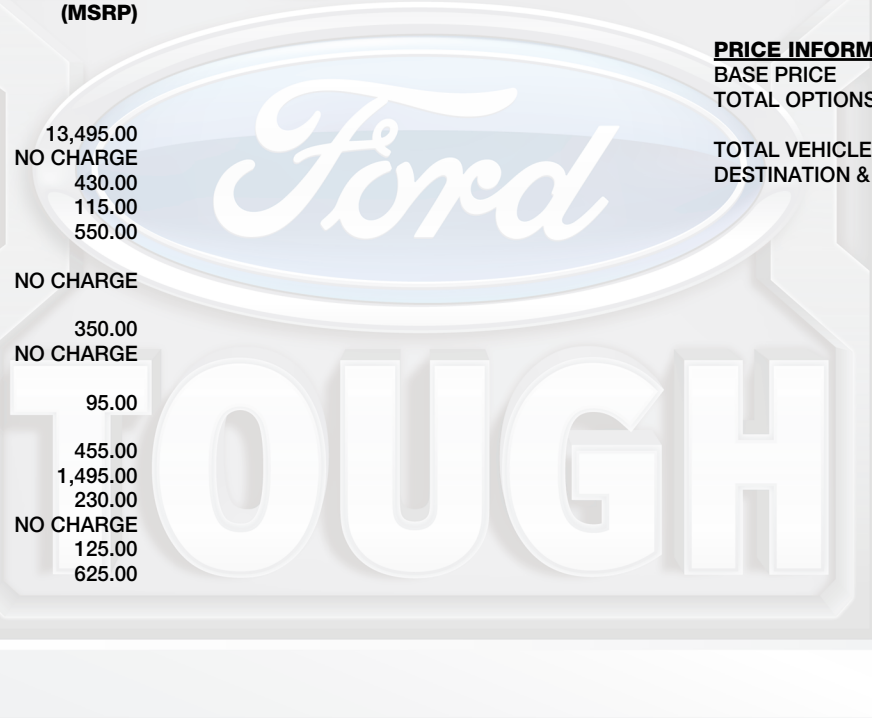 (MSRP)
13,495.00
NO CHARGE
430.00
115.00
550.00
NO CHARGE
350.00
NO CHARGE
95.00
455.00
1,495.00
230.00
NO CHARGE
125.00
625.00
PRICE INFORM
BASE PRICE
TOTAL OPTIONS
TOTAL VEHICLE
DESTINATION &
Ford
TOUGH